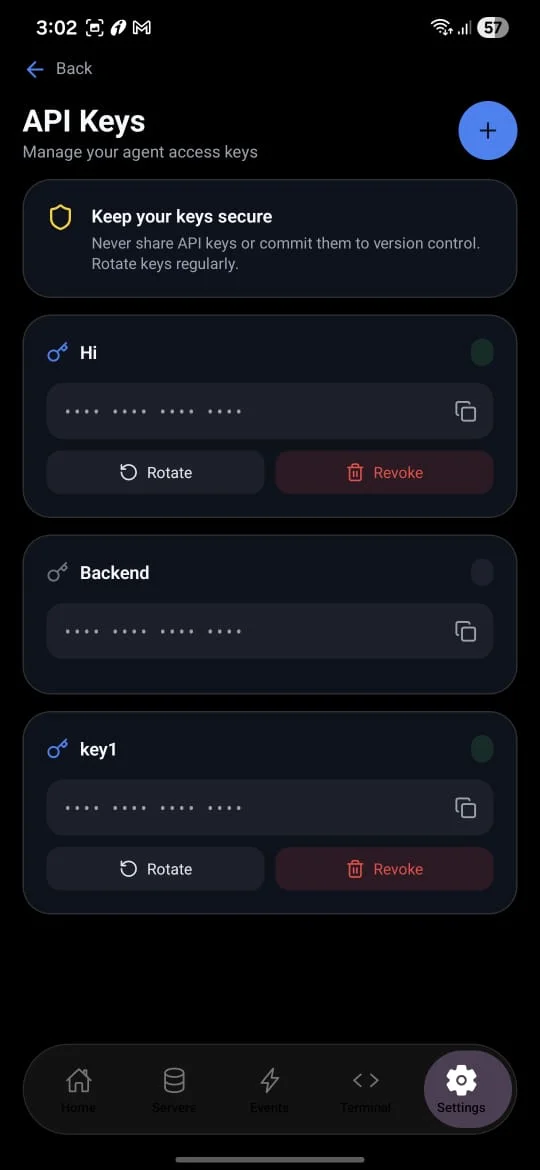 3:02
57
Back
API Keys
Manage your agent access keys
Keep your keys secure
Never share API keys or commit them to version control.
Rotate keys regularly.
Hi
•••• •••• •••• ••••
Rotate
Revoke
Backend
•••• •••• •••• ••••
key1
•••• •••• •••• ••••
Rotate
Revoke
Home
Servers
Events
Terminal
Settings